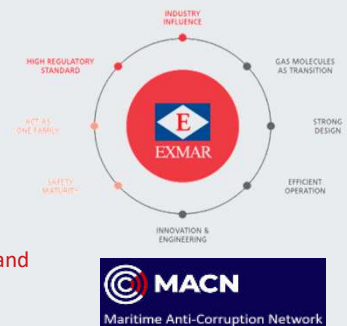 INDUSTRY
INFLUENCE
HIGH REGULATORY
STANDARD
GAS MOLECULES
AS TRANSITION
ACT AS
ONE FAMILY
STRONG
DESIGN
E
EXMAR
SAFETY
MATURITY
EFFICIENT
OPERATION
INNOVATION &
ENGINEERING
and
MACN
Maritime Anti-Corruption Network